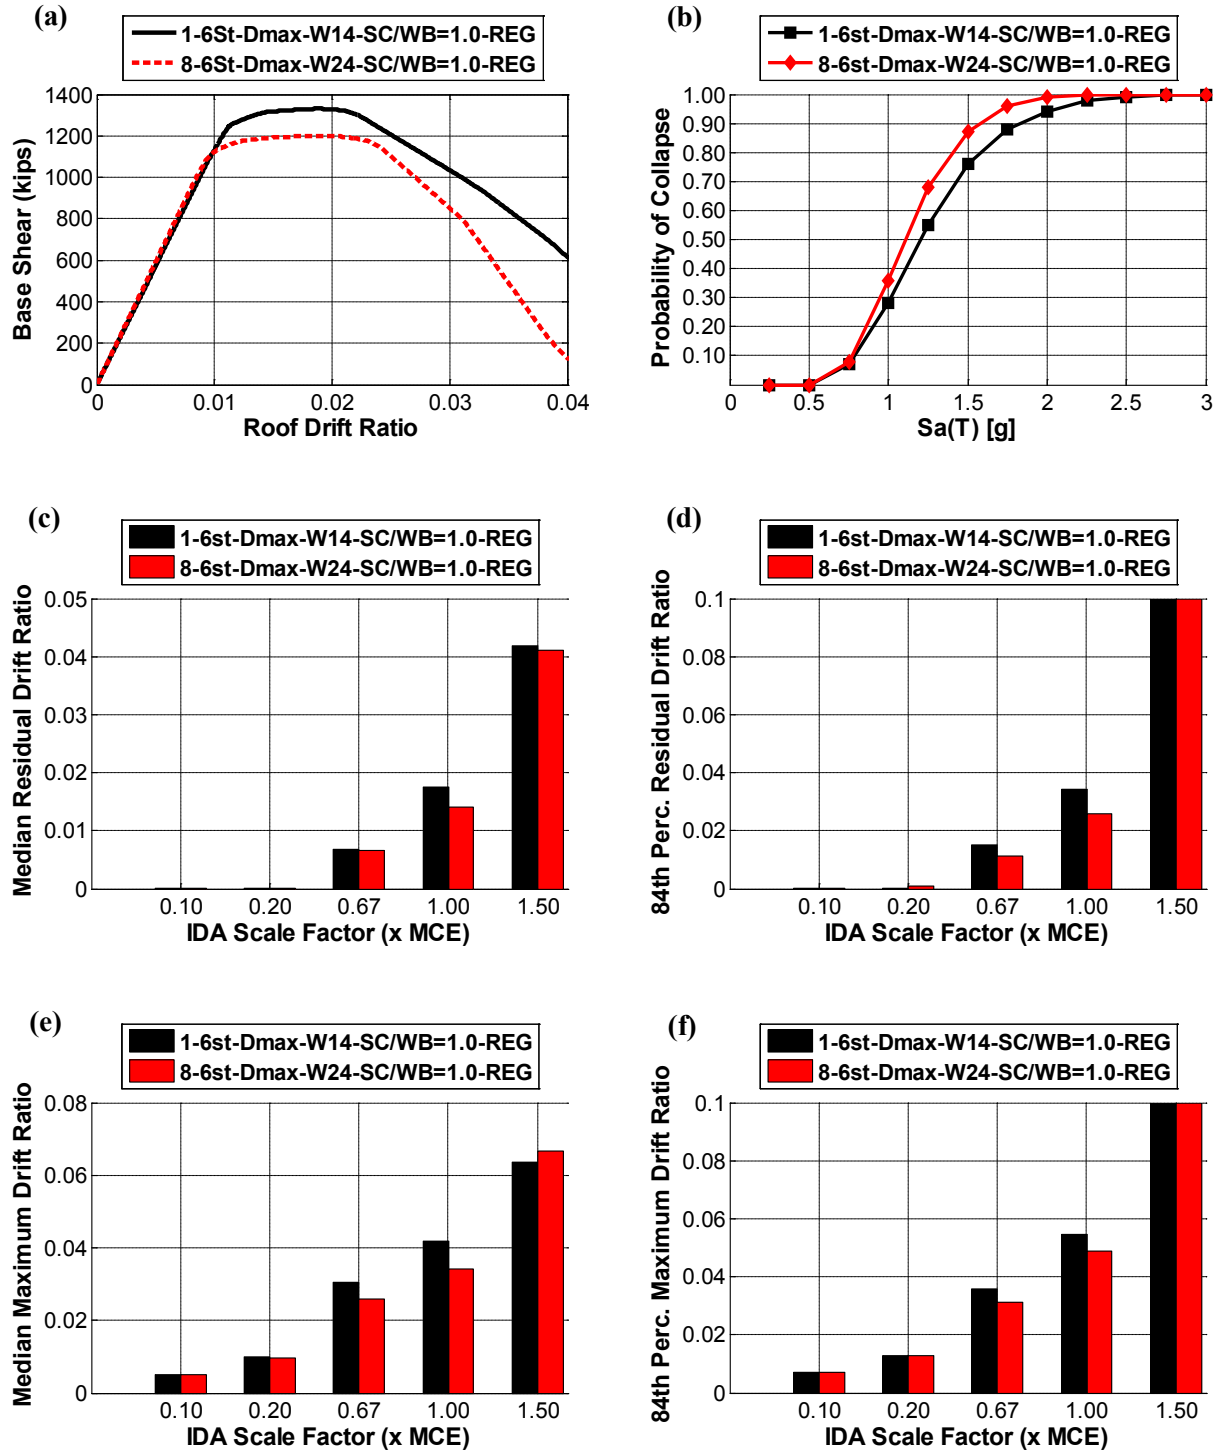 (a)
1-6St-Dmax-W14-SC/WB=1.0-REG
8-6St-Dmax-W24-SC/WB=1.0-REG
1400
1200
1000
800
600
400
200
0
Base Shear (kips)
0 0.01 0.02 0.03 0.04
Roof Drift Ratio
(b)
1-6st-Dmax-W14-SC/WB=1.0-REG
8-6st-Dmax-W24-SC/WB=1.0-REG
1.00
0.90
0.80
0.70
0.60
0.50
0.40
0.30
0.20
0.10
Probability of Collapse
0 0.5 1 1.5 2 2.5 3
Sa(T) [g]
(c)
1-6st-Dmax-W14-SC/WB=1.0-REG
8-6st-Dmax-W24-SC/WB=1.0-REG
0.05
0.04
0.03
0.02
0.01
0
Median Residual Drift Ratio
0.10 0.20 0.67 1.00 1.50
IDA Scale Factor (x MCE)
(d)
1-6st-Dmax-W14-SC/WB=1.0-REG
8-6st-Dmax-W24-SC/WB=1.0-REG
0.1
0.08
0.06
0.04
0.02
0
84th Perc. Residual Drift Ratio
0.10 0.20 0.67 1.00 1.50
IDA Scale Factor (x MCE)
(e)
1-6st-Dmax-W14-SC/WB=1.0-REG
8-6st-Dmax-W24-SC/WB=1.0-REG
0.08
0.06
0.04
0.02
0
Median Maximum Drift Ratio
0.10 0.20 0.67 1.00 1.50
IDA Scale Factor (x MCE)
(f)
1-6st-Dmax-W14-SC/WB=1.0-REG
8-6st-Dmax-W24-SC/WB=1.0-REG
0.1
0.08
0.06
0.04
0.02
0
84th Perc. Maximum Drift Ratio
0.10 0.20 0.67 1.00 1.50
IDA Scale Factor (x MCE)